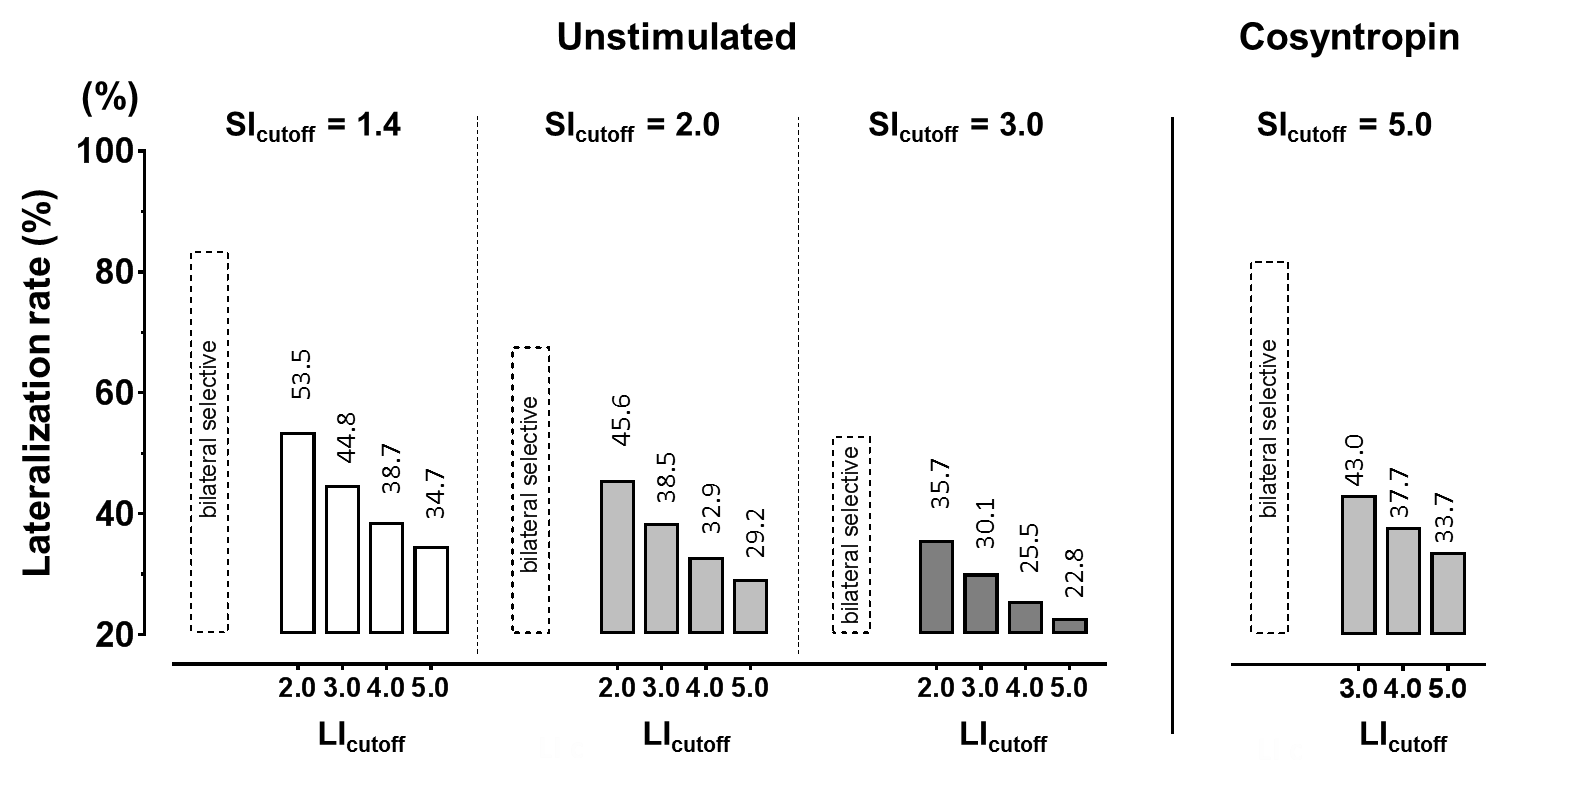 Unstimulated
Cosyntropin
(%)
SIcutoff = 1.4
SIcutoff = 2.0
SIcutoff = 3.0
SIcutoff = 5.0
Lateralization rate (%)
100
80
60
40
20
bilateral selective
53.5
44.8
38.7
34.7
bilateral selective
45.6
38.5
32.9
29.2
bilateral selective
35.7
30.1
25.5
22.8
bilateral selective
43.0
37.7
33.7
2.0 3.0 4.0 5.0
2.0 3.0 4.0 5.0
2.0 3.0 4.0 5.0
3.0 4.0 5.0
LIcutoff
LIcutoff
LIcutoff
LIcutoff